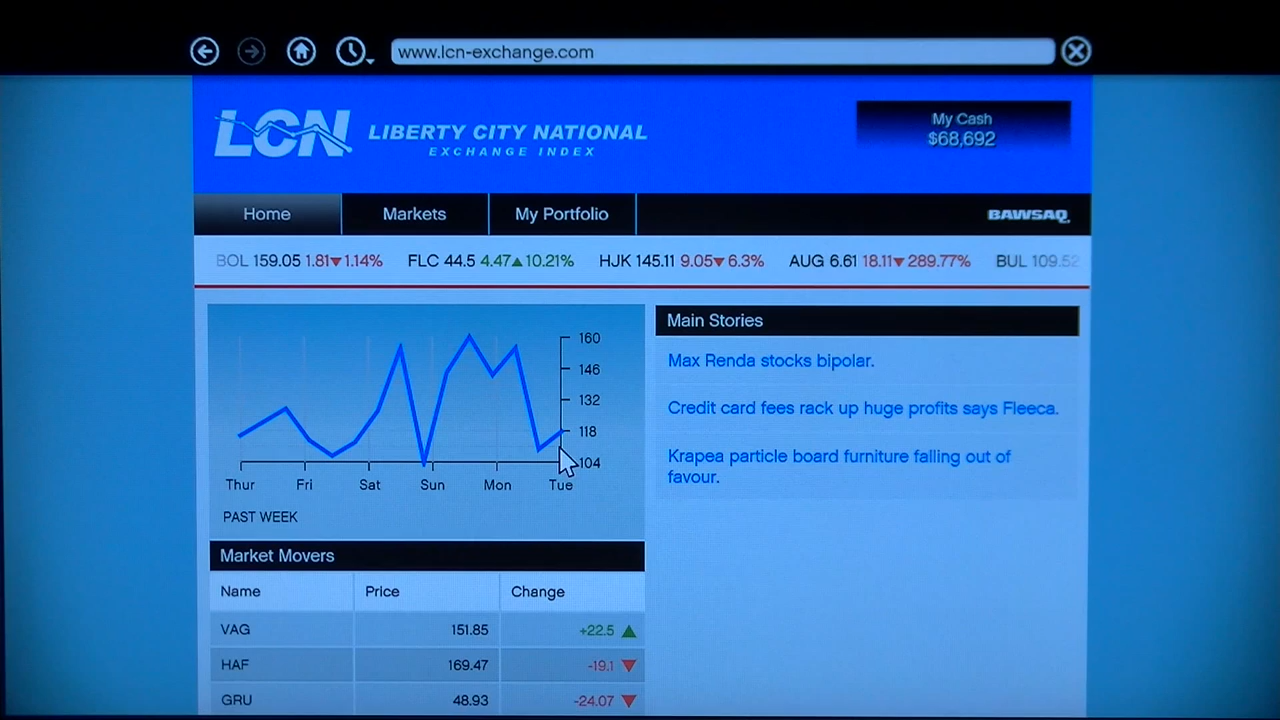 www.lcn-exchange.com
LCN LIBERTY CITY NATIONAL
EXCHANGE INDEX
My Cash
$68,692
Home Markets My Portfolio BAWSAQ
BOL 159.05 1.81▼1.14% FLC 44.5 4.47▲10.21% HJK 145.11 9.05▼6.3% AUG 6.61 18.11▼289.77% BUL 109.52
160
146
132
118
104
Thur Fri Sat Sun Mon Tue
PAST WEEK
Main Stories
Max Renda stocks bipolar.
Credit card fees rack up huge profits says Fleeca.
Krapea particle board furniture falling out of
favour.
Market Movers
Name Price Change
VAG 151.85 +22.5 ▲
HAF 169.47 -19.1 ▼
GRU 48.93 -24.07 ▼